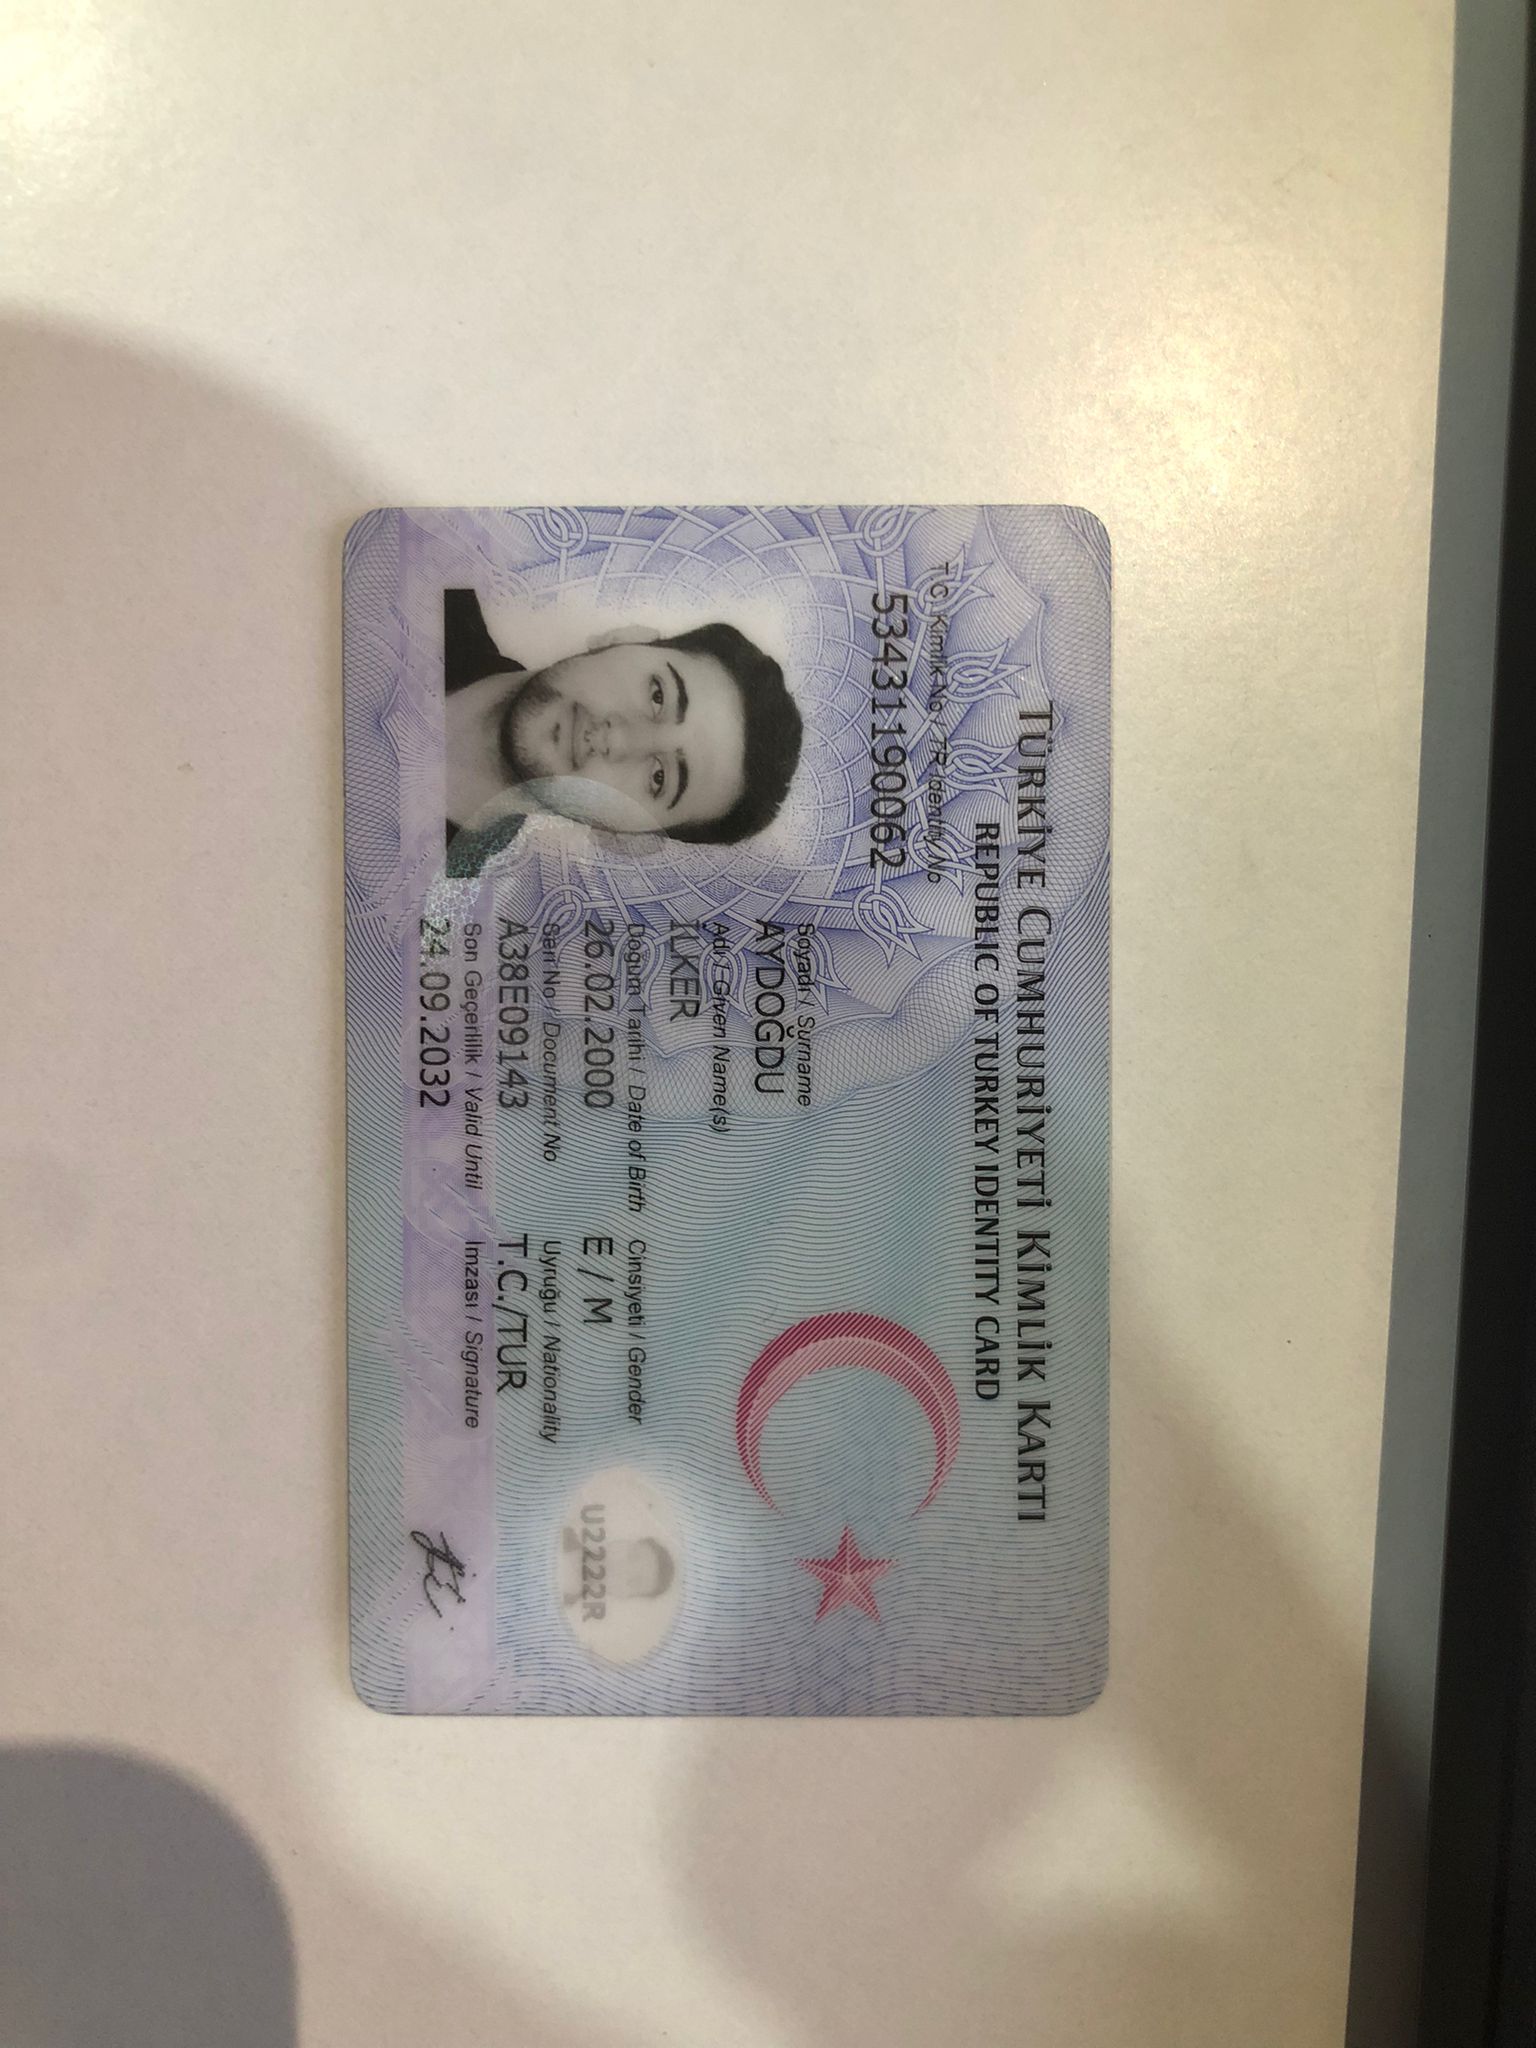 TÜRKİYE CUMHURİYETİ KİMLİK KARTI
REPUBLIC OF TURKEY IDENTITY CARD
T.C. Kimlik No / TR Identity No
53431190062
Soyadı / Surname
AYDOĞDU
Adı / Given Name(s)
İLKER
Doğum Tarihi / Date of Birth Cinsiyeti / Gender
26.02.2000 E / M
Seri No / Document No Uyruğu / Nationality
A38E09143 T.C./TUR
Son Geçerlilik / Valid Until İmzası / Signature
24.09.2032
U2222R